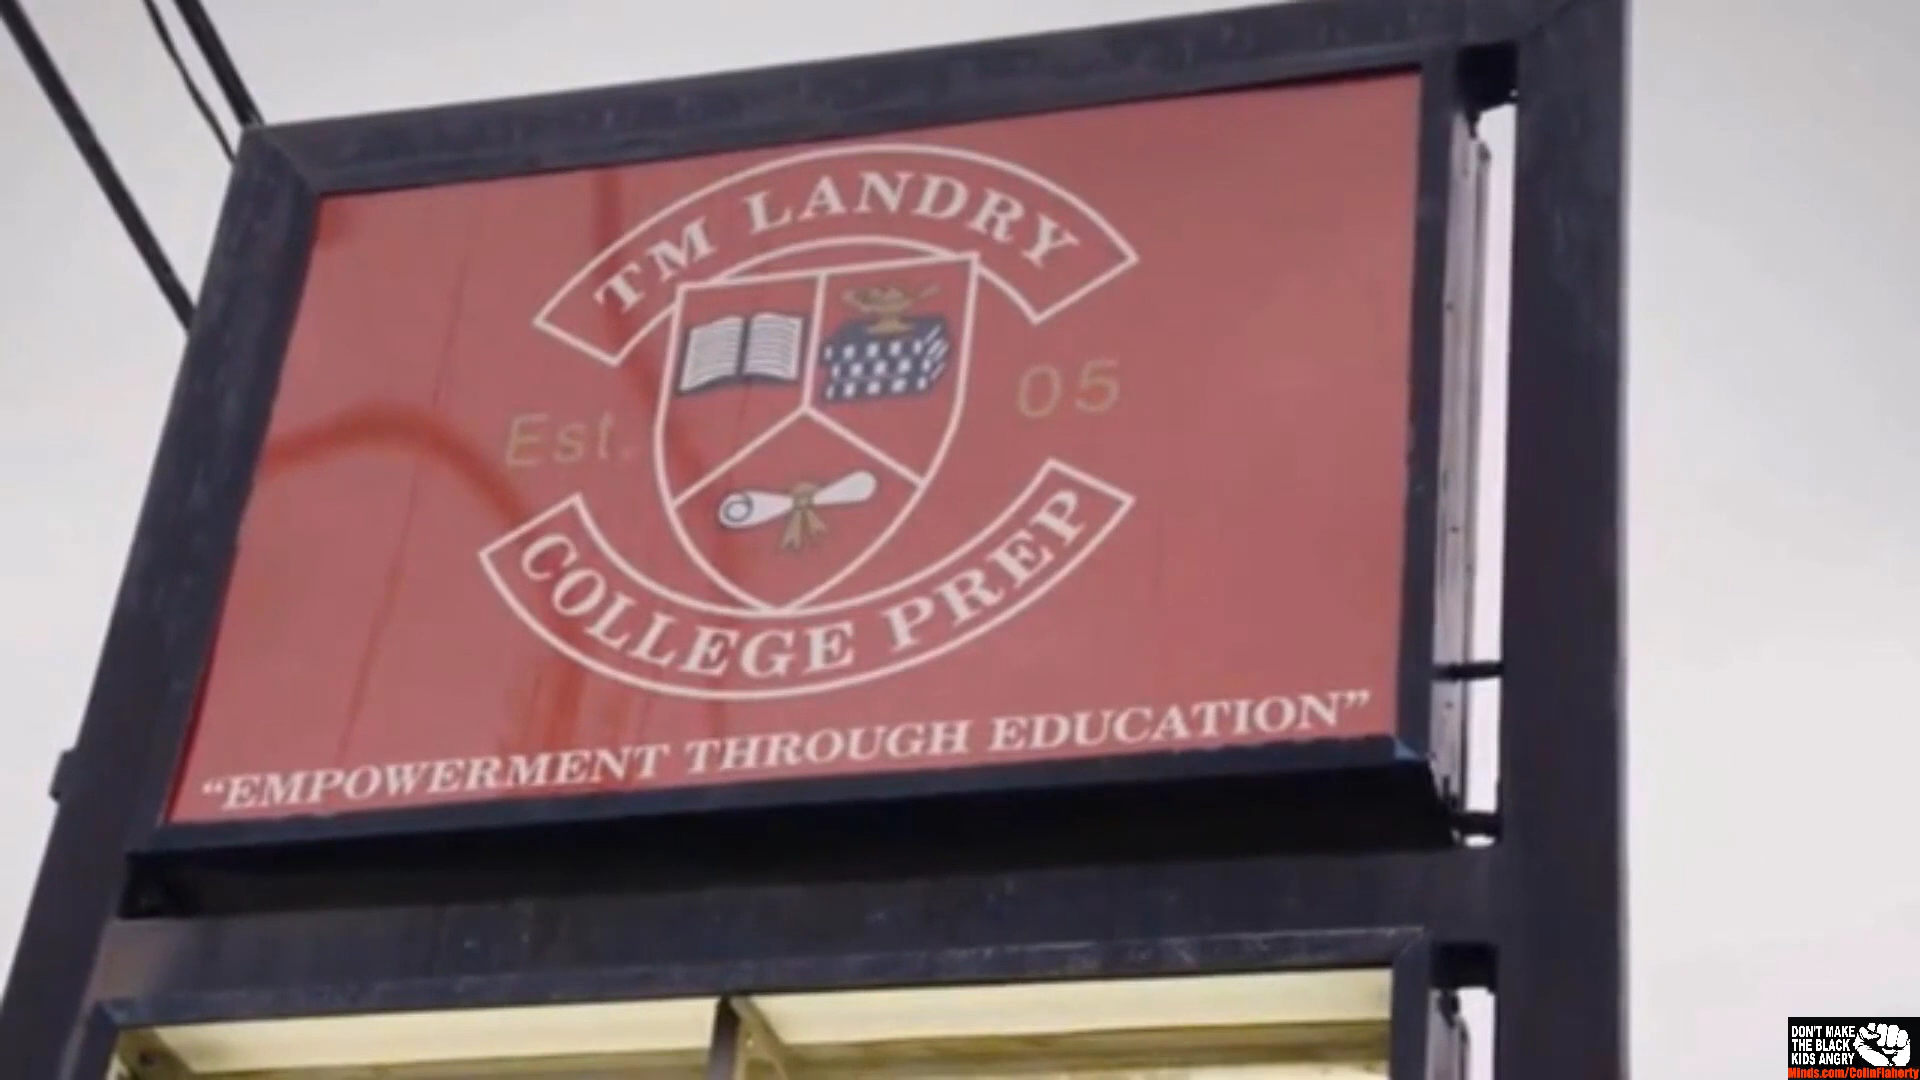 TM LANDRY
Est. 05
COLLEGE PREP
“EMPOWERMENT THROUGH EDUCATION”
DON'T MAKE
THE BLACK
KIDS ANGRY
Minds.com/ColinFlaherty